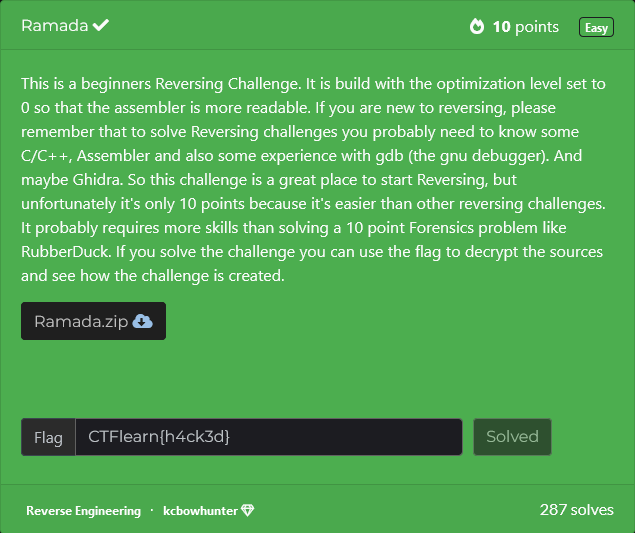 Ramada
10 points
Easy
This is a beginners Reversing Challenge. It is build with the optimization level set to
0 so that the assembler is more readable. If you are new to reversing, please
remember that to solve Reversing challenges you probably need to know some
C/C++, Assembler and also some experience with gdb (the gnu debugger). And
maybe Ghidra. So this challenge is a great place to start Reversing, but
unfortunately it's only 10 points because it's easier than other reversing challenges.
It probably requires more skills than solving a 10 point Forensics problem like
RubberDuck. If you solve the challenge you can use the flag to decrypt the sources
and see how the challenge is created.
Ramada.zip
Flag
CTFlearn{h4ck3d}
Solved
Reverse Engineering · kcbowhunter
287 solves